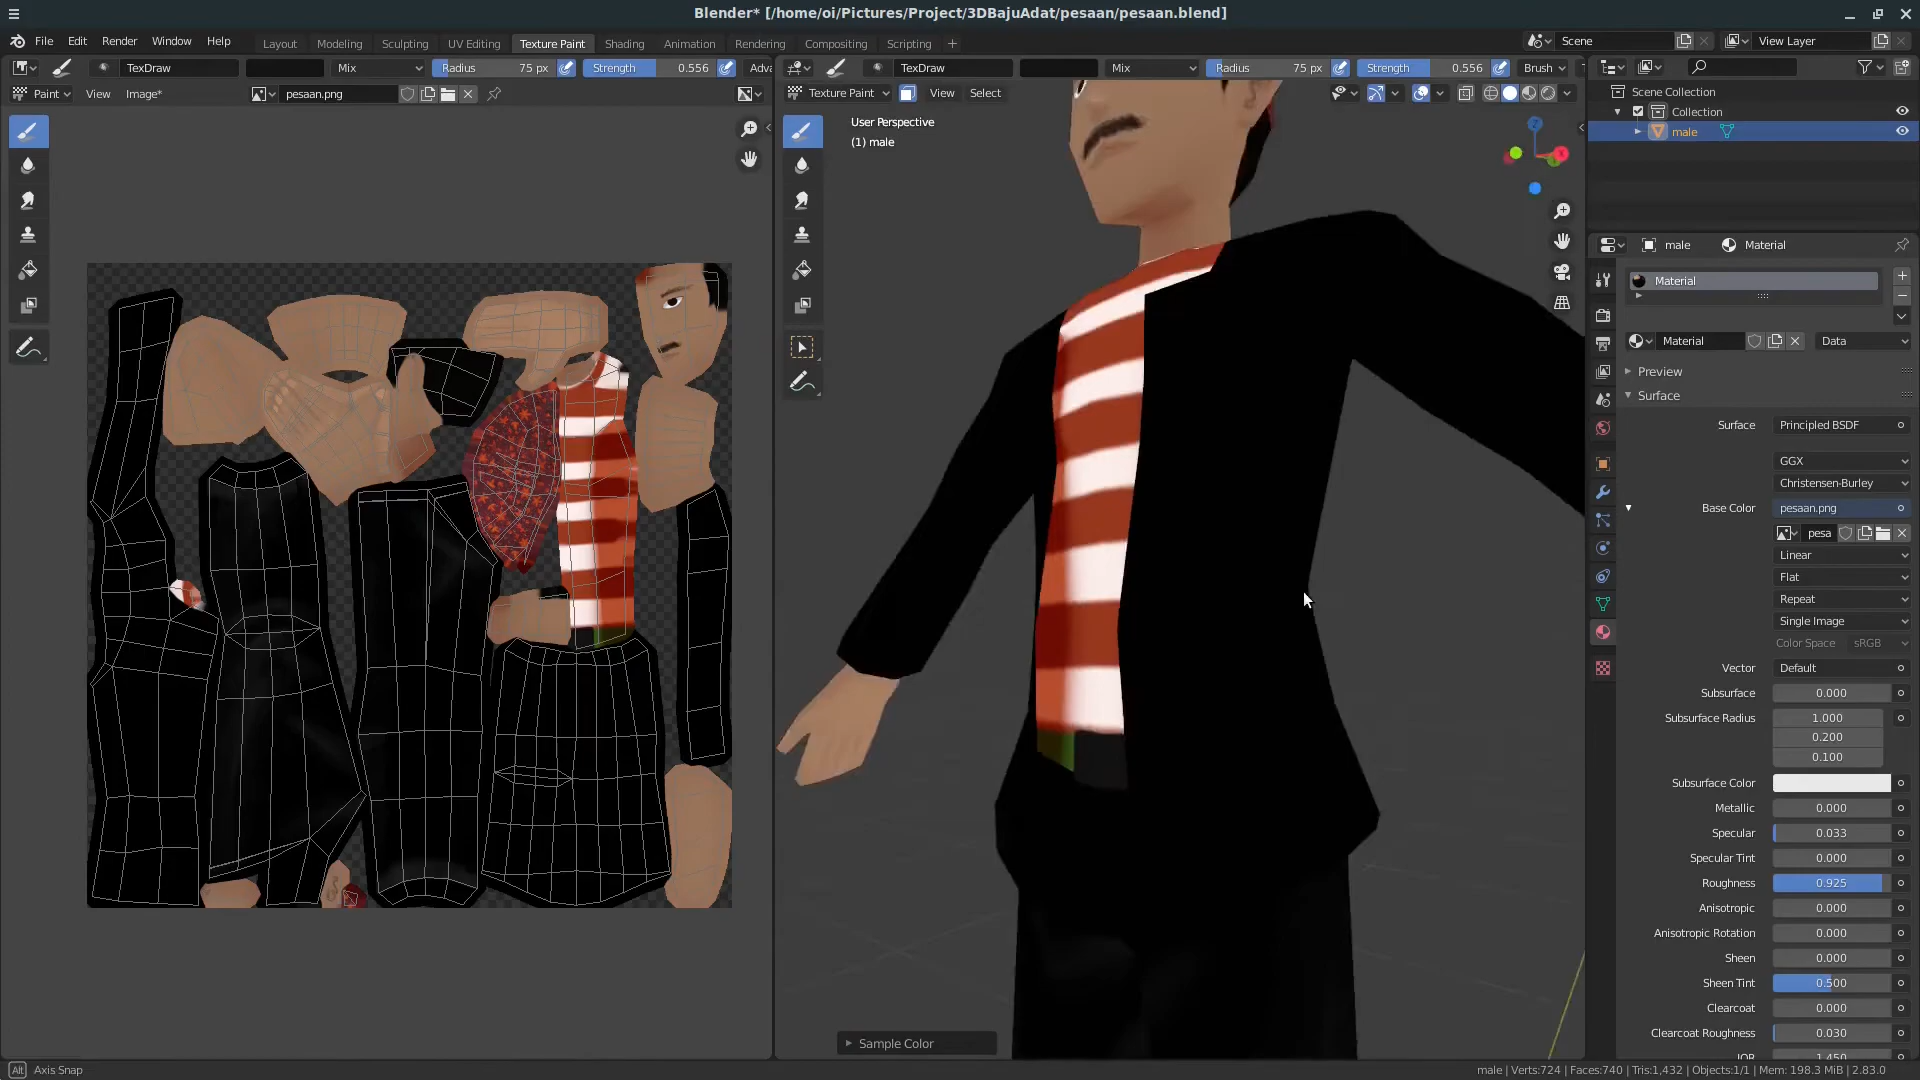 Blender* [/home/oi/Pictures/Project/3DBajuAdat/pesaan/pesaan.blend]
File Edit Render Window Help Layout Modeling Sculpting UV Editing Texture Paint Shading Animation Rendering Compositing Scripting + Scene View Layer
TexDraw Mix Radius 75 px Strength 0.556 Adva TexDraw Mix Radius 75 px Strength 0.556 Brush
Paint View Image* pesaan.png Texture Paint View Select
User Perspective
(1) male
Scene Collection
Collection
male
male Material
Material
Material Data
Preview
Surface
Surface Principled BSDF
GGX
Christensen-Burley
Base Color pesaan.png
pesa
Linear
Flat
Repeat
Single Image
Color Space sRGB
Vector Default
Subsurface 0.000
Subsurface Radius 1.000
0.200
0.100
Subsurface Color
Metallic 0.000
Specular 0.033
Specular Tint 0.000
Roughness 0.925
Anisotropic 0.000
Anisotropic Rotation 0.000
Sheen 0.000
Sheen Tint 0.500
Clearcoat 0.000
Clearcoat Roughness 0.030
IOR 1.450
Sample Color
Alt Axis Snap
male | Verts:724 | Faces:740 | Tris:1,432 | Objects:1/1 | Mem: 198.3 MiB | 2.83.0